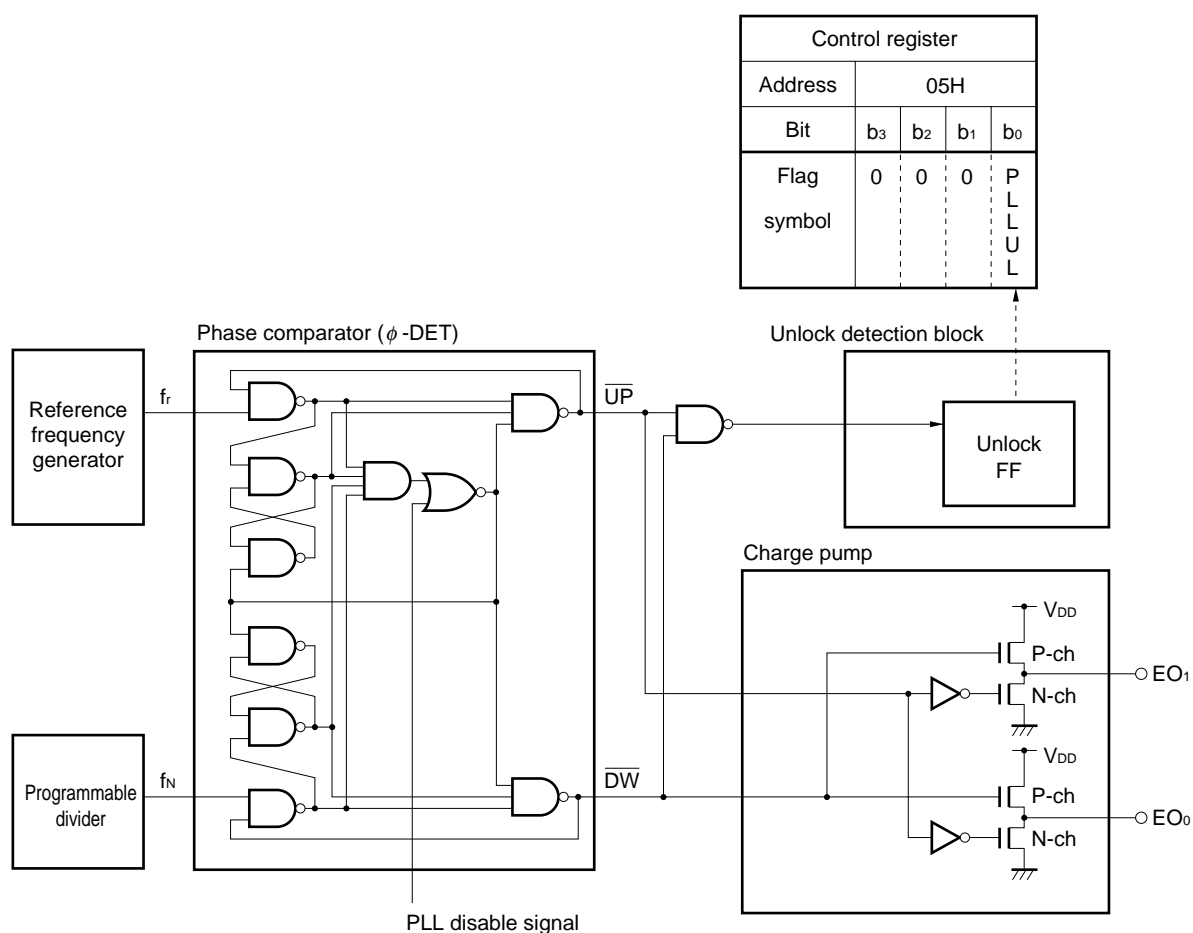 Control register
Address 05H
Bit b3 b2 b1 b0
Flag symbol 0 0 0 PLLUL
Phase comparator (ϕ-DET)
Unlock detection block
Reference frequency generator
fr
UP
Unlock FF
Charge pump
VDD
P-ch
EO1
N-ch
VDD
fN
DW
Programmable divider
P-ch
EO0
N-ch
PLL disable signal